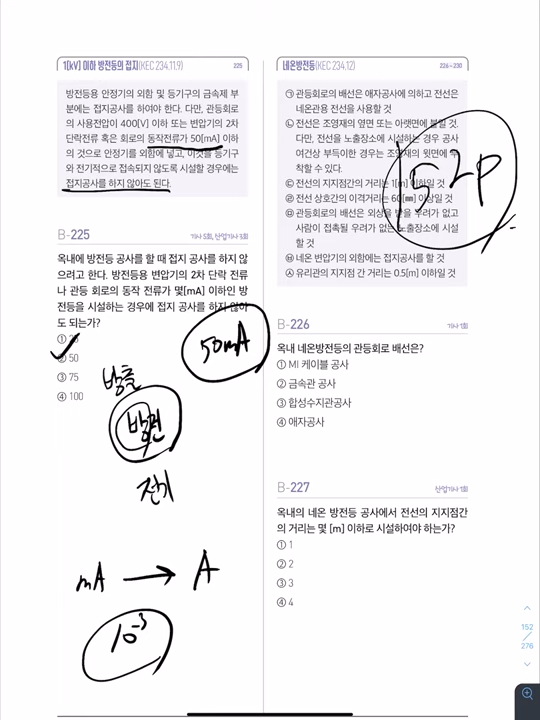 1[kV] 이하 방전등의 접지(KEC 234.11.9) 225
방전등용 안정기의 외함 및 등기구의 금속제 부
분에는 접지공사를 하여야 한다. 다만, 관등회로
의 사용전압이 400[V] 이하 또는 변압기의 2차
단락전류 혹은 회로의 동작전류가 50[mA] 이하
의 것으로 안정기를 외함에 넣고, 이것을 등기구
와 전기적으로 접속되지 않도록 시설할 경우에는
접지공사를 하지 않아도 된다.
B-225 기사 5회, 산업기사 3회
옥내에 방전등 공사를 할 때 접지 공사를 하지 않
으려고 한다. 방전등용 변압기의 2차 단락 전류
나 관등 회로의 동작 전류가 몇[mA] 이하인 방
전등을 시설하는 경우에 접지 공사를 하지 않아
도 되는가?
① 25
② 50
③ 75
④ 100
50mA
방출
방전
전기
mA → A
10⁻³
네온방전등(KEC 234.12) 226~230
㉠ 관등회로의 배선은 애자공사에 의하고 전선은
네온관용 전선을 사용할 것
㉡ 전선은 조영재의 옆면 또는 아랫면에 붙일 것.
다만, 전선을 노출장소에 시설하는 경우 공사
여건상 부득이한 경우는 조영재의 윗면에 부
착할 수 있다.
㉢ 전선의 지지점간의 거리는 1[m] 이하일 것
㉣ 전선 상호간의 이격거리는 60[㎜] 이상일 것
㉤ 관등회로의 배선은 외상을 받을 우려가 없고
사람이 접촉될 우려가 없는 노출장소에 시설
할 것
㉥ 네온 변압기의 외함에는 접지공사를 할 것
㉦ 유리관의 지지점 간 거리는 0.5[m] 이하일 것
152p
B-226 기사 1회
옥내 네온방전등의 관등회로 배선은?
① MI 케이블 공사
② 금속관 공사
③ 합성수지관공사
④ 애자공사
B-227 산업기사 1회
옥내의 네온 방전등 공사에서 전선의 지지점간
의 거리는 몇 [m] 이하로 시설하여야 하는가?
① 1
② 2
③ 3
④ 4
152
276